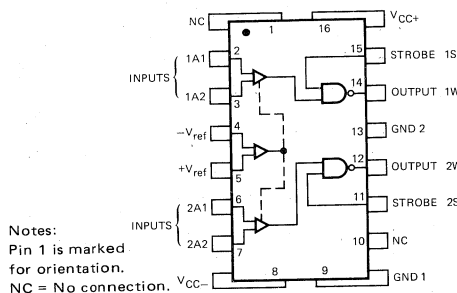 NC 1 16 VCC+
1A1 2 15 STROBE 1S
INPUTS
1A2 3 14 OUTPUT 1W
−Vref 4 13 GND 2
+Vref 5 12 OUTPUT 2W
2A1 6 11 STROBE 2S
INPUTS
2A2 7 10 NC
VCC− 8 9 GND 1
Notes:
Pin 1 is marked
for orientation.
NC = No connection.